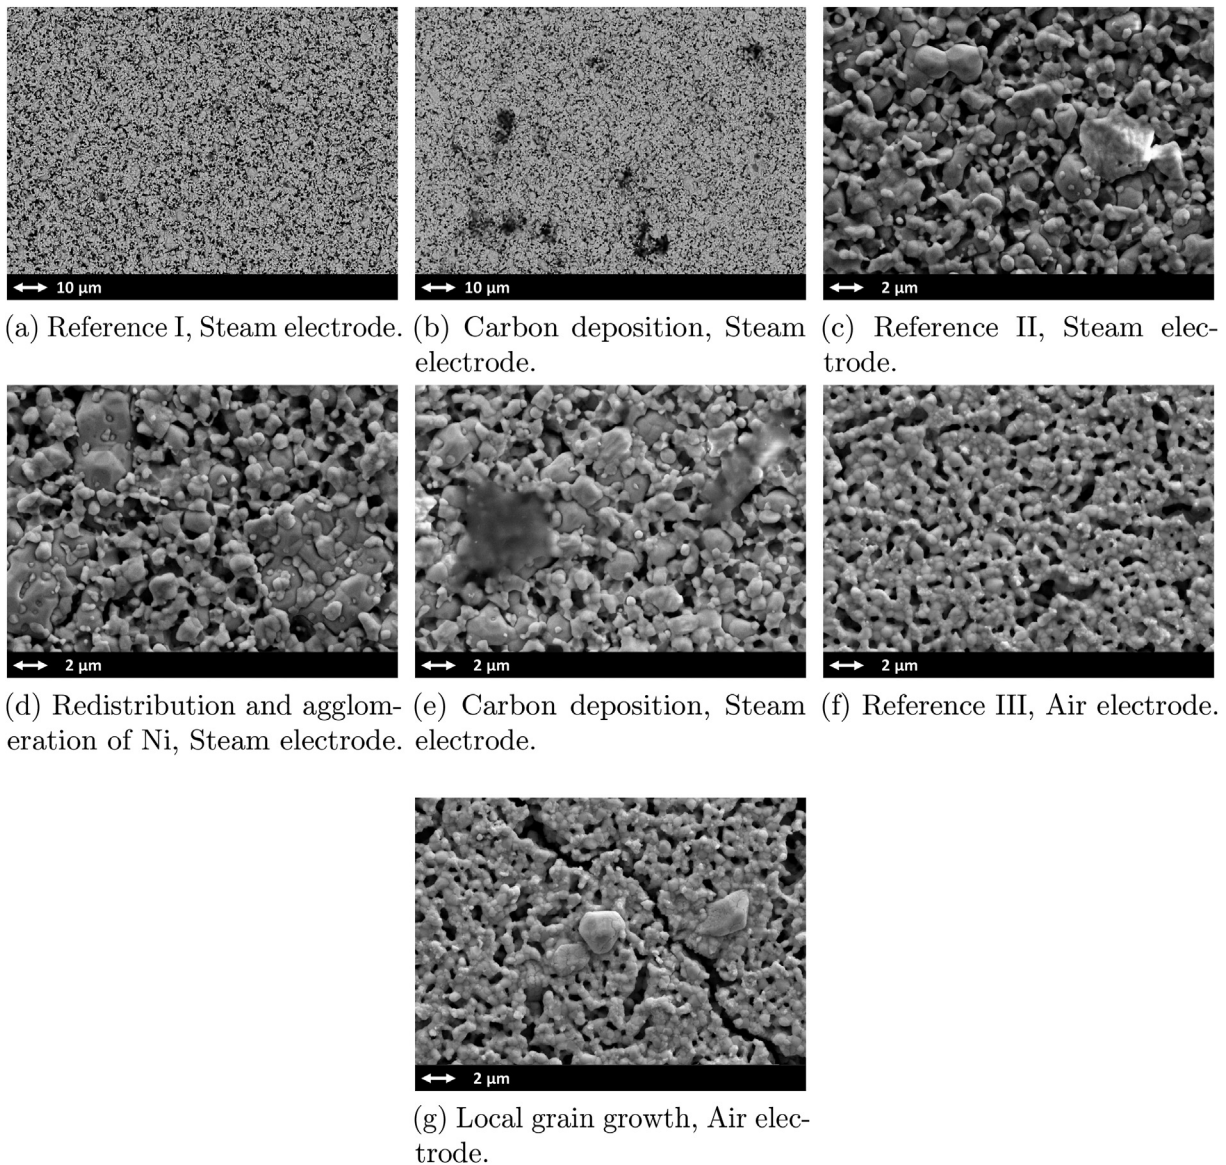 10 µm
10 µm
2 µm
(a) Reference I, Steam electrode.
(b) Carbon deposition, Steam
electrode.
(c) Reference II, Steam elec-
trode.
2 µm
2 µm
2 µm
(d) Redistribution and agglom-
eration of Ni, Steam electrode.
(e) Carbon deposition, Steam
electrode.
(f) Reference III, Air electrode.
2 µm
(g) Local grain growth, Air elec-
trode.